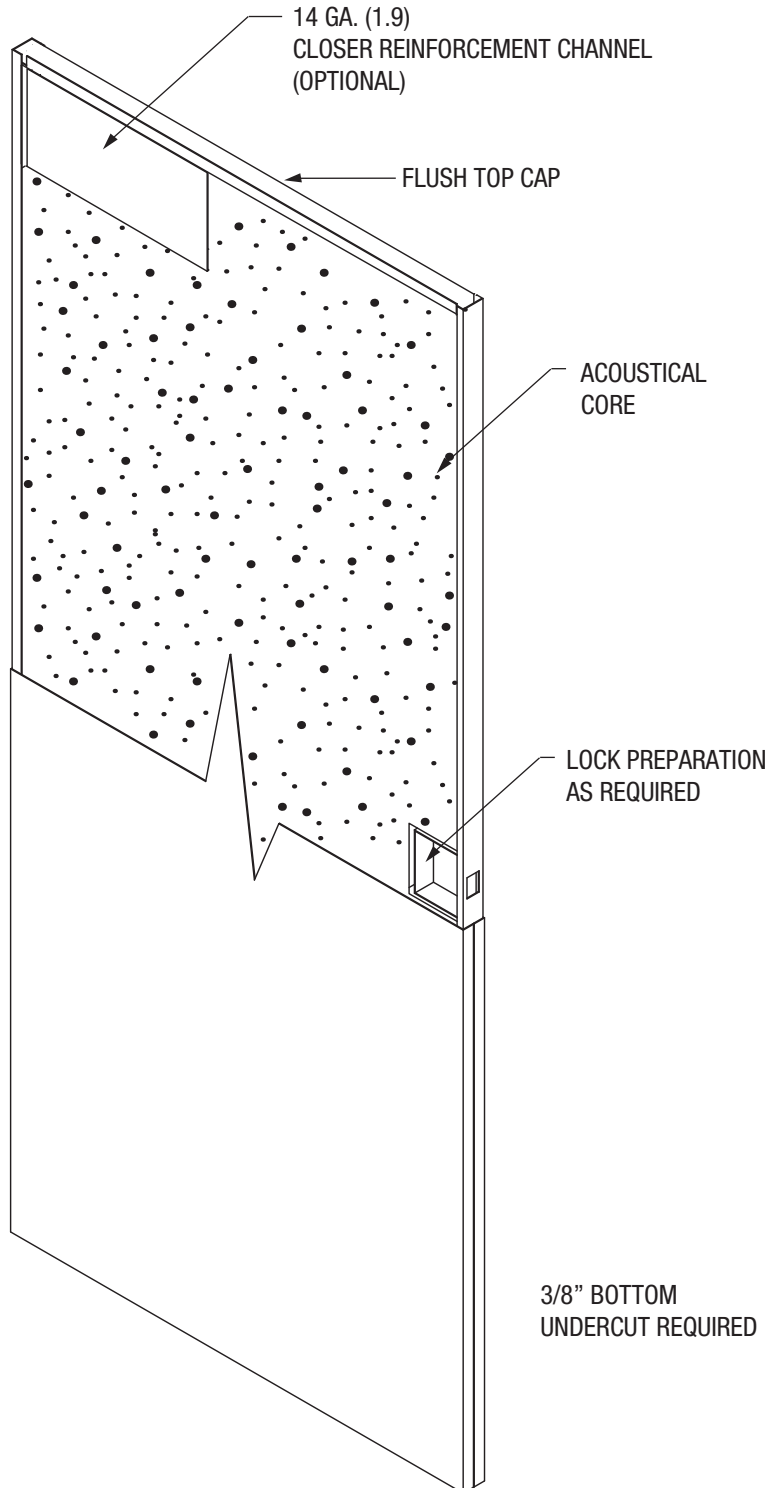 14 GA. (1.9)
CLOSER REINFORCEMENT CHANNEL
(OPTIONAL)
FLUSH TOP CAP
ACOUSTICAL
CORE
LOCK PREPARATION
AS REQUIRED
3/8” BOTTOM
UNDERCUT REQUIRED